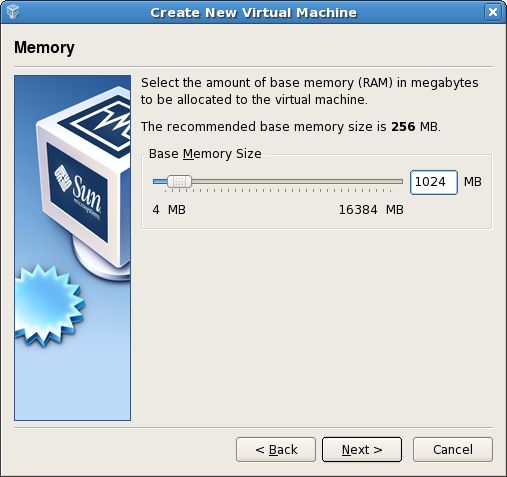 Create New Virtual Machine
Memory
Select the amount of base memory (RAM) in megabytes
to be allocated to the virtual machine.
The recommended base memory size is 256 MB.
Base Memory Size
1024 MB
4 MB 16384 MB
Sun
microsystems
< Back Next > Cancel